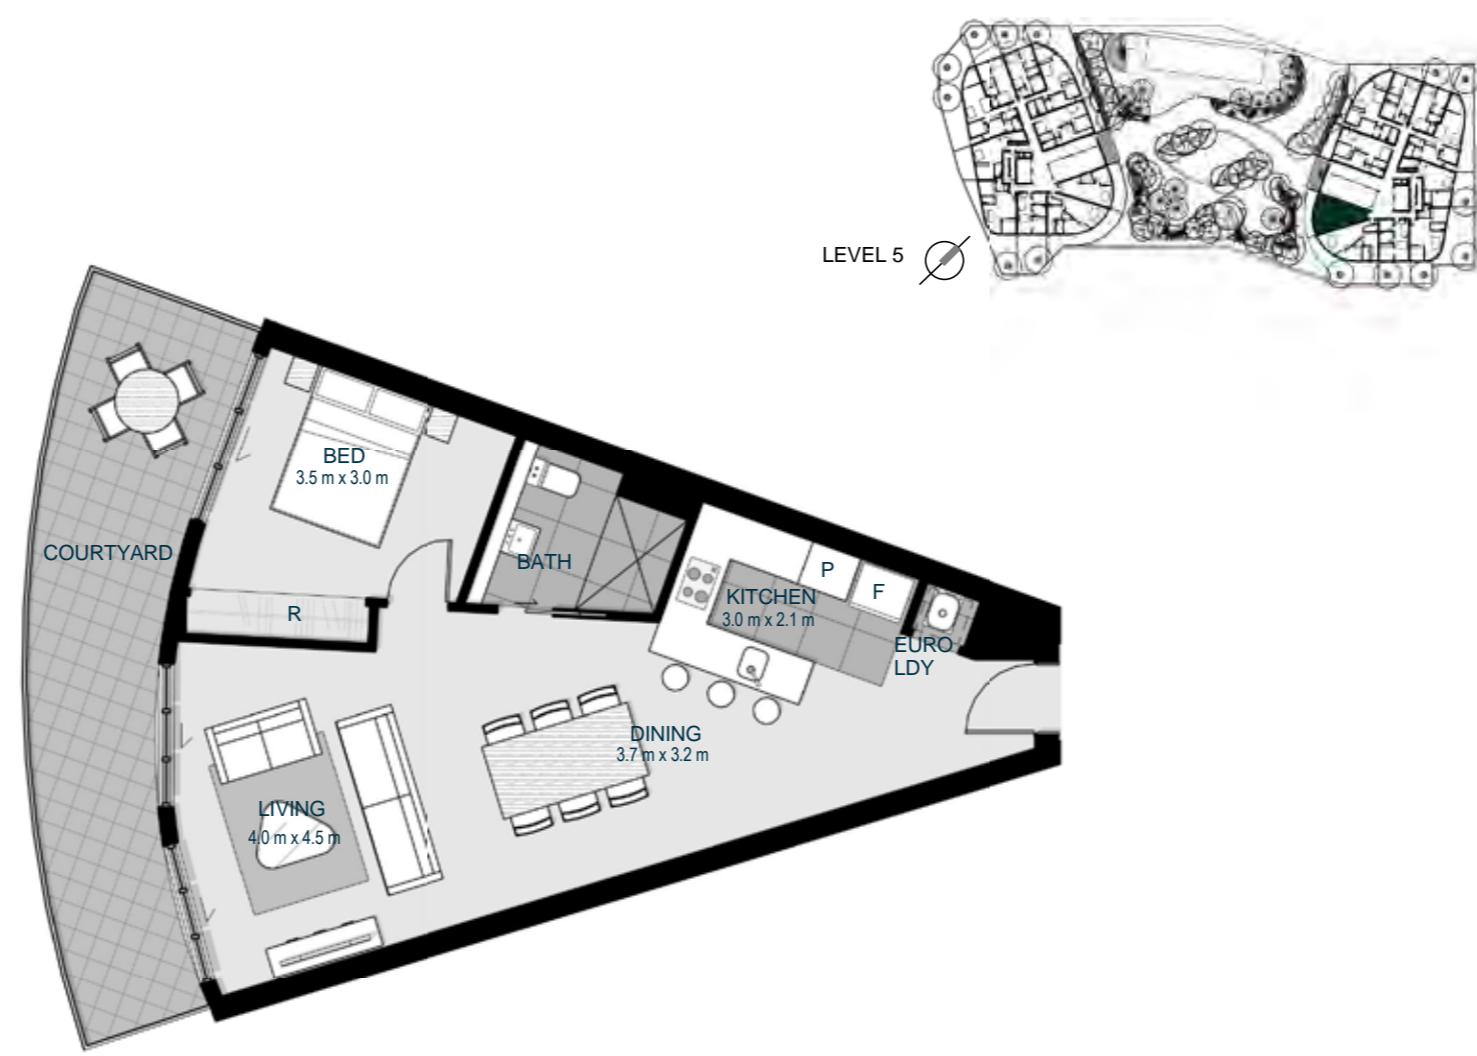 LEVEL 5
BED
3.5 m x 3.0 m
COURTYARD
BATH
P
F
KITCHEN
3.0 m x 2.1 m
R
EURO
LDY
DINING
3.7 m x 3.2 m
LIVING
4.0 m x 4.5 m